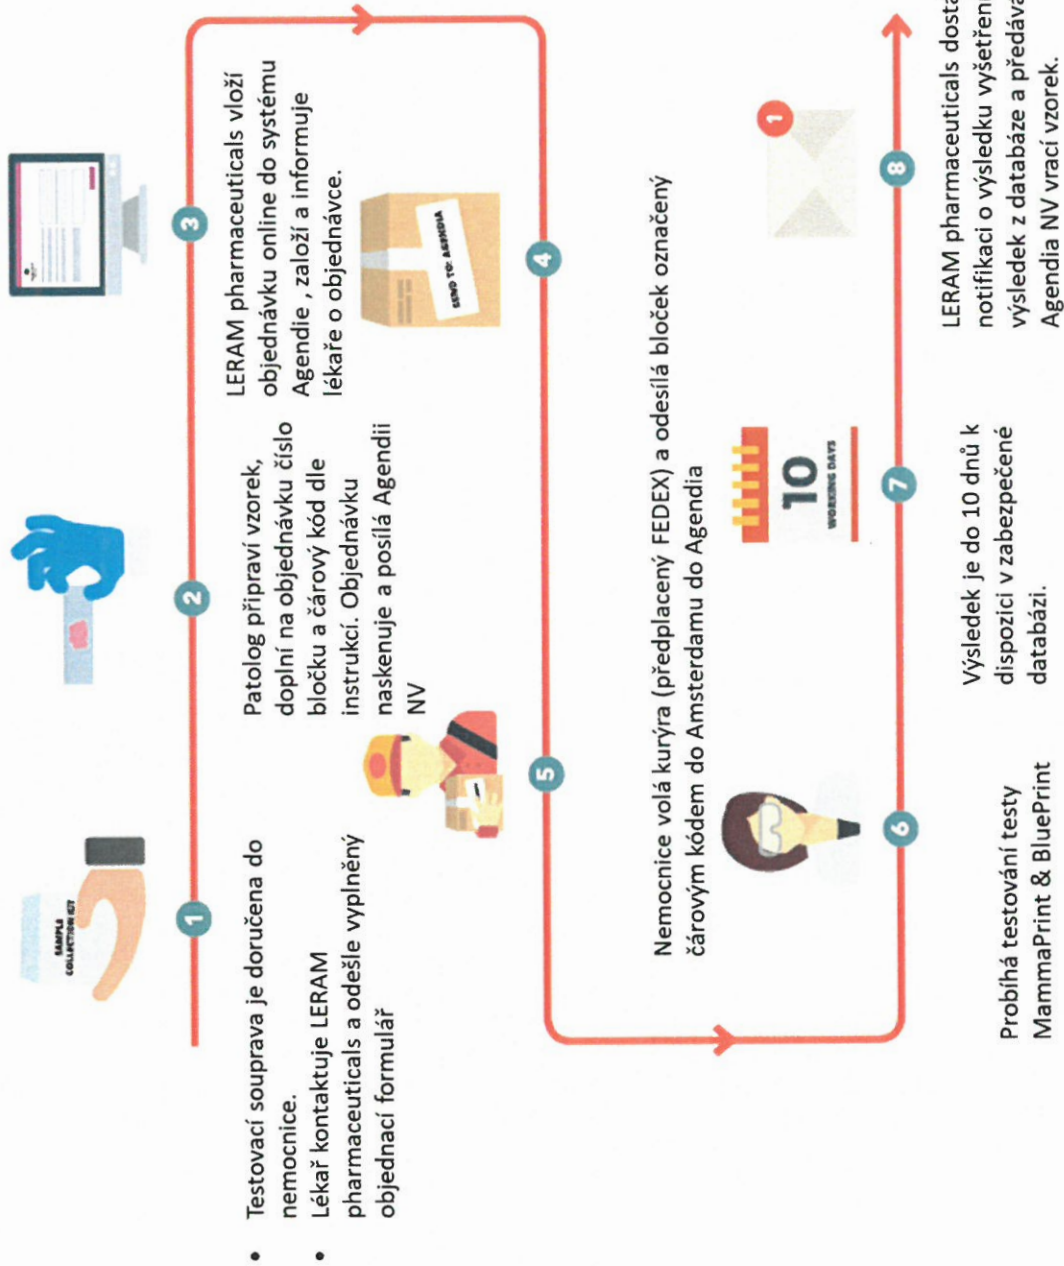 SAMPLE
COLLECTION KIT
1
• Testovací souprava je doručena do
nemocnice.
• Lékař kontaktuje LERAM
pharmaceuticals a odešle vyplněný
objednací formulář
2
Patolog připraví vzorek,
doplní na objednávku číslo
bločku a čárový kód dle
instrukcí. Objednávku
naskenuje a posílá Agendii
NV
3
LERAM pharmaceuticals vloží
objednávku online do systému
Agendie , založí a informuje
lékaře o objednávce.
SEND TO: AGENDIA
4
5
Nemocnice volá kurýra (předplacený FEDEX) a odesílá bloček označený
čárovým kódem do Amsterdamu do Agendia
6
Probíhá testování testy
MammaPrint & BluePrint
10
WORKING DAYS
7
Výsledek je do 10 dnů k
dispozici v zabezpečené
databázi.
1
8
LERAM pharmaceuticals
notifikaci o výsledku vyšetření
výsledek z databáze a předává
Agendia NV vrací vzorek.